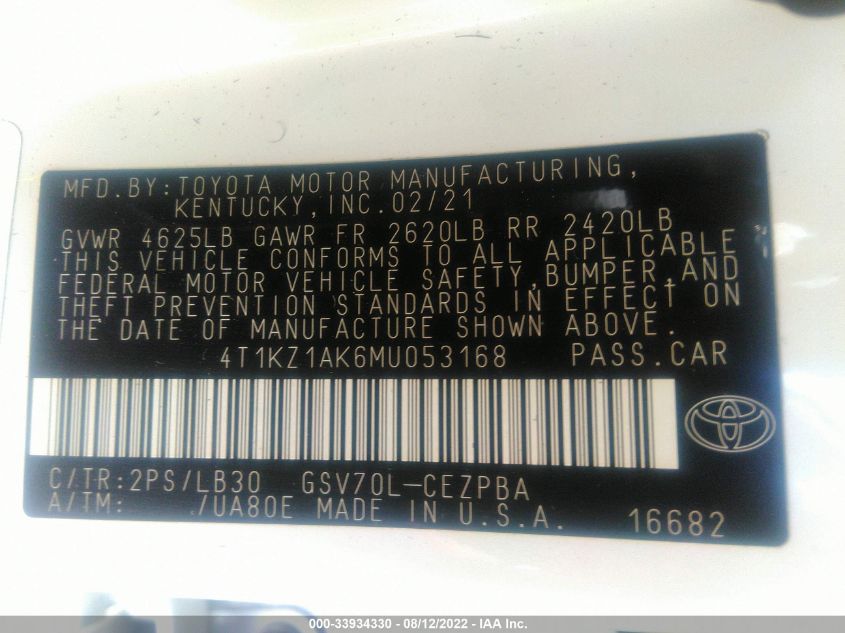 MFD.BY:TOYOTA MOTOR MANUFACTURING,
KENTUCKY,INC.02/21
GVWR 4625LB GAWR FR 2620LB RR 2420LB
THIS VEHICLE CONFORMS TO ALL APPLICABLE
FEDERAL MOTOR VEHICLE SAFETY,BUMPER,AND
THEFT PREVENTION STANDARDS IN EFFECT ON
THE DATE OF MANUFACTURE SHOWN ABOVE.
4T1KZ1AK6MU053168 PASS.CAR
C/TR:2PS/LB30 GSV70L-CEZPBA
A/TM: /UA80E MADE IN U.S.A. 16682
000-33934330 - 08/12/2022 - IAA Inc.